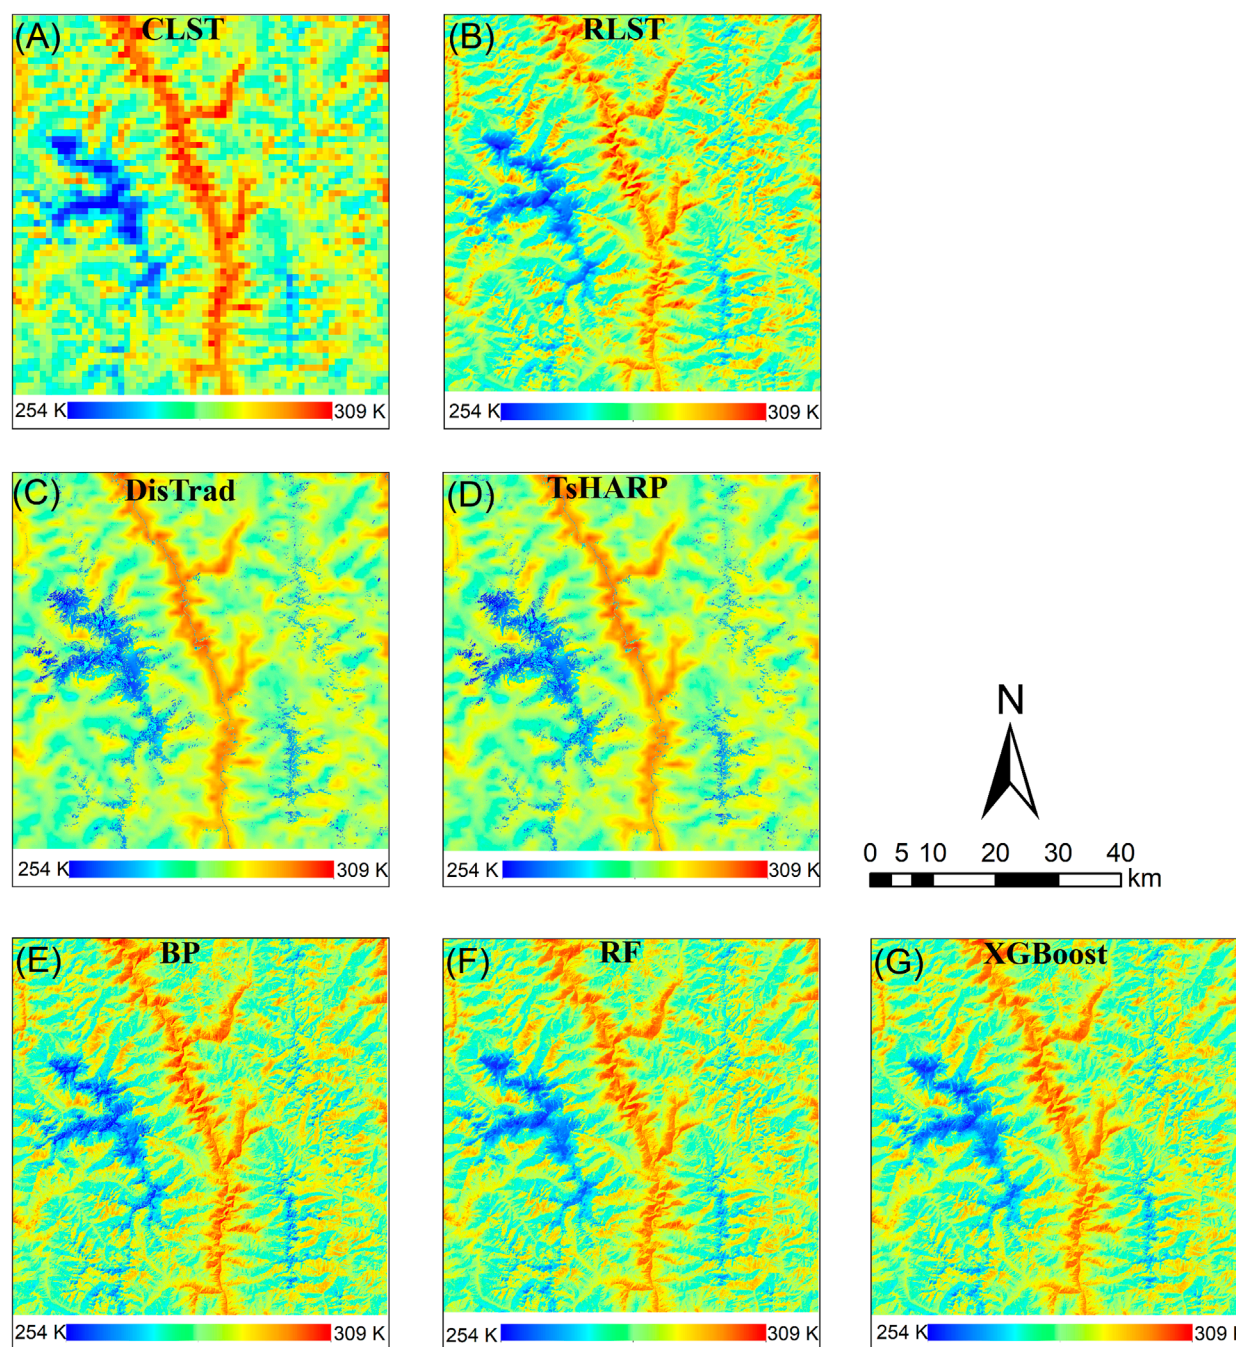 (A) CLST
(B) RLST
254 K 309 K
254 K 309 K
(C) DisTrad
(D) TsHARP
254 K 309 K
254 K 309 K
N
0 5 10 20 30 40
km
(E) BP
(F) RF
(G) XGBoost
254 K 309 K
254 K 309 K
254 K 309 K